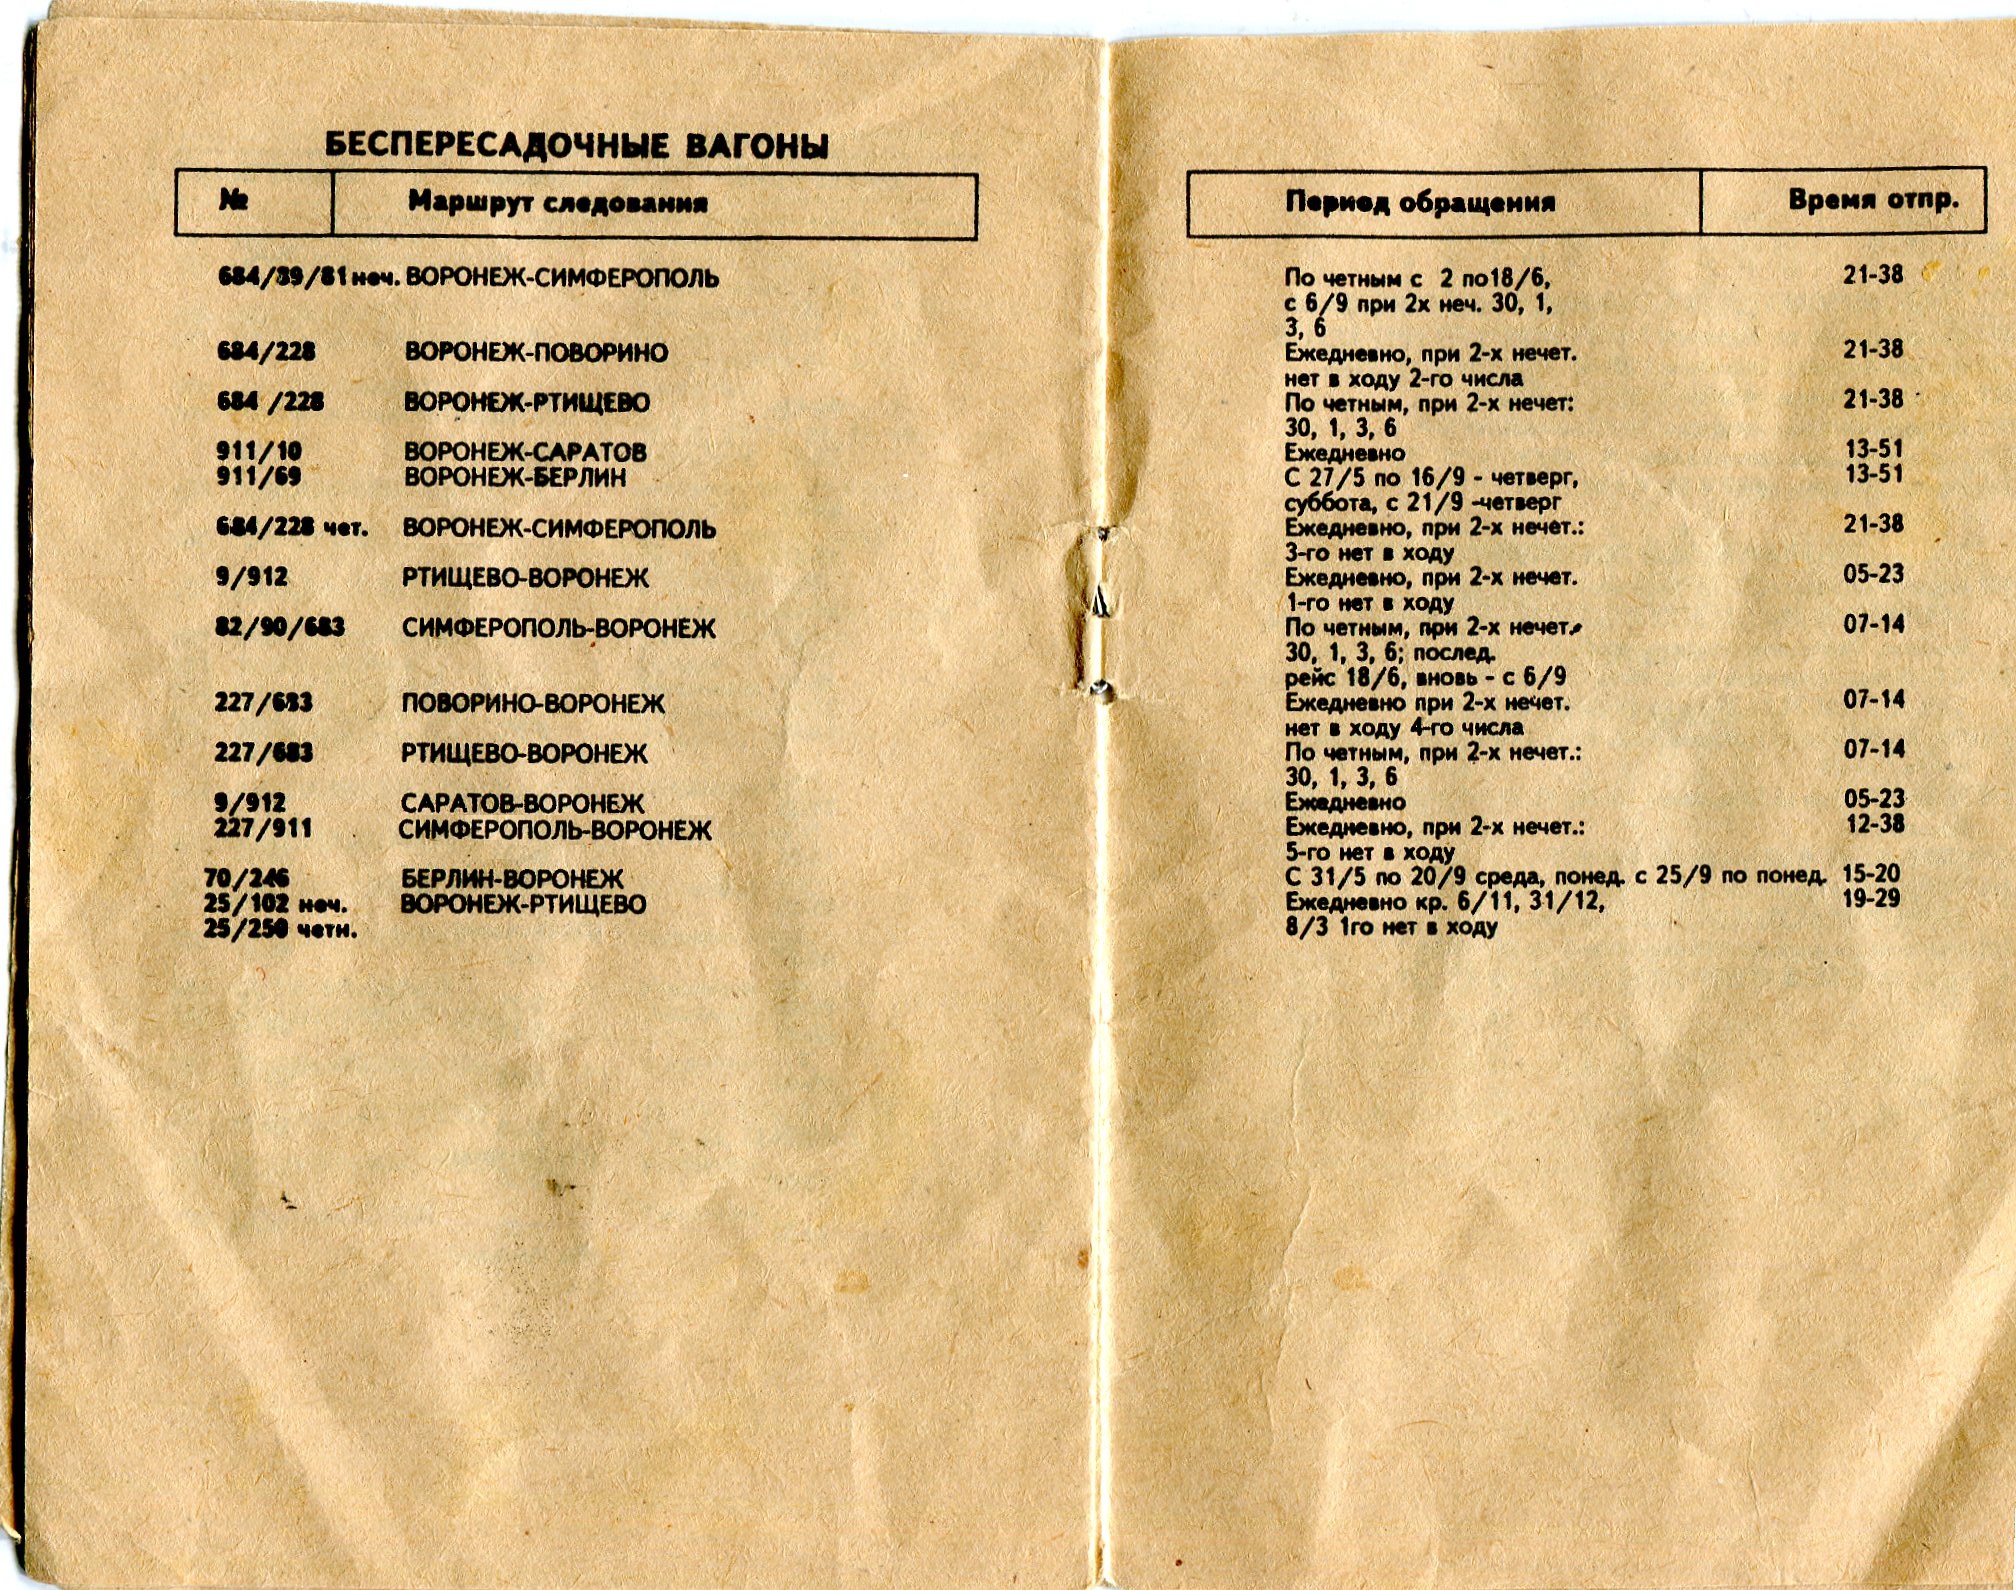 БЕСПЕРЕСАДОЧНЫЕ ВАГОНЫ
№ Маршрут следования Период обращения Время отпр.
684/39/81 неч. ВОРОНЕЖ-СИМФЕРОПОЛЬ По четным с 2 по18/6, 21-38
с 6/9 при 2х неч. 30, 1,
3, 6
684/228 ВОРОНЕЖ-ПОВОРИНО Ежедневно, при 2-х нечет. 21-38
нет в ходу 2-го числа
684 /228 ВОРОНЕЖ-РТИЩЕВО По четным, при 2-х нечет: 21-38
30, 1, 3, 6
911/10 ВОРОНЕЖ-САРАТОВ Ежедневно 13-51
911/69 ВОРОНЕЖ-БЕРЛИН С 27/5 по 16/9 - четверг, 13-51
суббота, с 21/9 -четверг
684/228 чет. ВОРОНЕЖ-СИМФЕРОПОЛЬ Ежедневно, при 2-х нечет.: 21-38
3-го нет в ходу
9/912 РТИЩЕВО-ВОРОНЕЖ Ежедневно, при 2-х нечет. 05-23
1-го нет в ходу
82/90/683 СИМФЕРОПОЛЬ-ВОРОНЕЖ По четным, при 2-х нечет. 07-14
30, 1, 3, 6; послед.
рейс 18/6, вновь - с 6/9
227/683 ПОВОРИНО-ВОРОНЕЖ Ежедневно при 2-х нечет. 07-14
нет в ходу 4-го числа
227/683 РТИЩЕВО-ВОРОНЕЖ По четным, при 2-х нечет.: 07-14
30, 1, 3, 6
9/912 САРАТОВ-ВОРОНЕЖ Ежедневно 05-23
227/911 СИМФЕРОПОЛЬ-ВОРОНЕЖ Ежедневно, при 2-х нечет.: 12-38
5-го нет в ходу
70/246 БЕРЛИН-ВОРОНЕЖ С 31/5 по 20/9 среда, понед. с 25/9 по понед. 15-20
25/102 неч. ВОРОНЕЖ-РТИЩЕВО Ежедневно кр. 6/11, 31/12, 19-29
25/250 четн. 8/3 1го нет в ходу